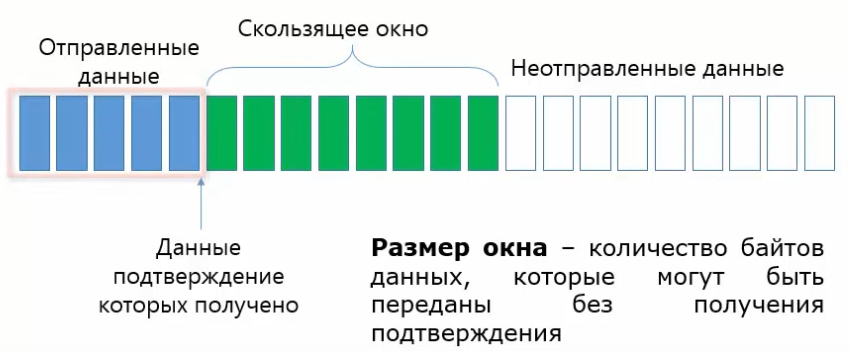 Отправленные
данные
Скользящее окно
Неотправленные данные
Данные
подтверждение
которых получено
Размер окна – количество байтов
данных, которые могут быть
переданы без получения
подтверждения